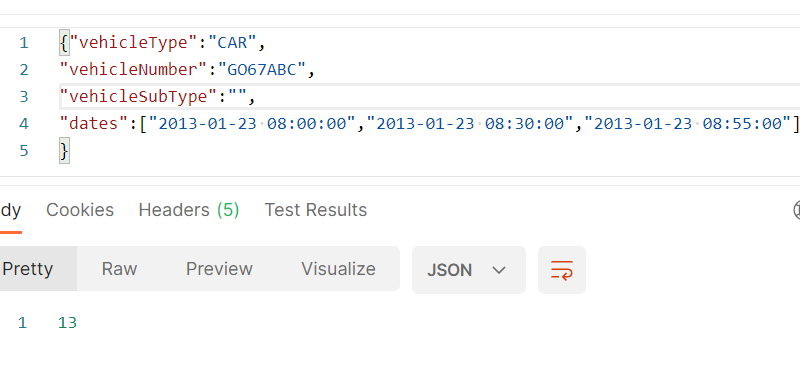 1 {"vehicleType":"CAR",
2 "vehicleNumber":"GO67ABC",
3 "vehicleSubType":"",
4 "dates":["2013-01-23 08:00:00","2013-01-23 08:30:00","2013-01-23 08:55:00"]
5 }
dy Cookies Headers (5) Test Results
Pretty Raw Preview Visualize JSON
1 13